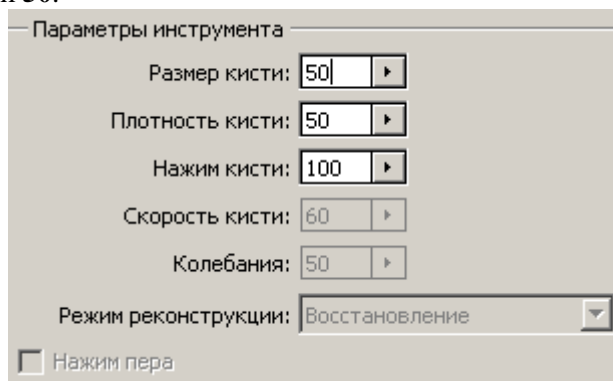 Параметры инструмента
Размер кисти: 50
Плотность кисти: 50
Нажим кисти: 100
Скорость кисти: 60
Колебания: 50
Режим реконструкции: Восстановление
Нажим пера